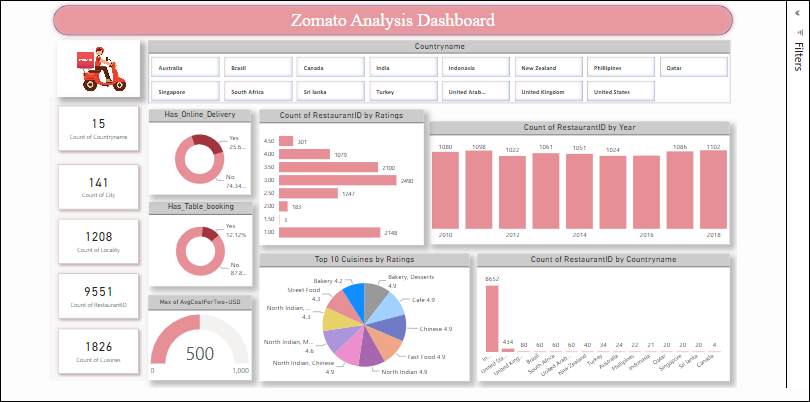 Zomato Analysis Dashboard
Filters
Countryname
Australia
Brazil
Canada
India
Indonesia
New Zealand
Phillipines
Qatar
Singapore
South Africa
Sri lanka
Turkey
United Arab...
United Kingdom
United States
15
Count of Countryname
141
Count of City
1208
Count of Locality
9551
Count of RestaurantID
1826
Count of Cuisines
Has_Online_Delivery
Yes
25.6...
No
74.34...
Has_Table_booking
Yes
12.12%
No
87.8...
Max of AvgCostForTwo-USD
500
0
1,000
Count of RestaurantID by Ratings
4.50 301
4.00 1079
3.50 2100
3.00 2490
2.50 1247
2.00 183
1.50 3
1.00 2148
Count of RestaurantID by Year
1080 1098 1022 1061 1051 1024 1086 1102
2010 2012 2014 2016 2018
Top 10 Cuisines by Ratings
Bakery 4.2
Bakery, Desserts
4.9
Street Food
4.3
Cafe 4.9
North Indian, ...
4.3
Chinese 4.9
North Indian, M...
4.6
Fast Food 4.9
North Indian, Chinese
4.9
North Indian 4.9
Count of RestaurantID by Countryname
8652
434 80 60 60 60 40 34 24 22 21 20 20 20 4
In...
United Sta...
United King...
Brazil
South Africa
United Arab...
New Zealand
Turkey
Australia
Phillipines
Indonesia
Qatar
Singapore
Sri lanka
Canada